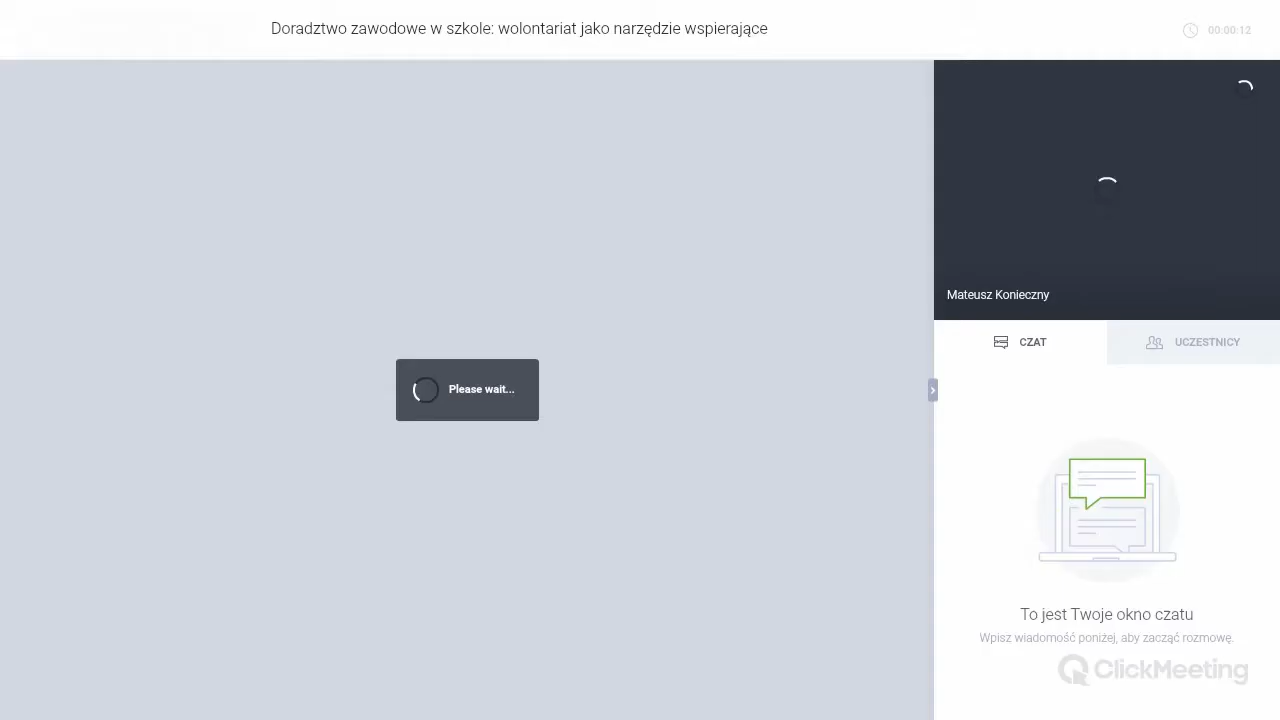 Doradztwo zawodowe w szkole: wolontariat jako narzędzie wspierające
00:00:12
Mateusz Konieczny
CZAT
UCZESTNICY
Please wait...
To jest Twoje okno czatu
Wpisz wiadomość poniżej, aby zacząć rozmowę.
ClickMeeting